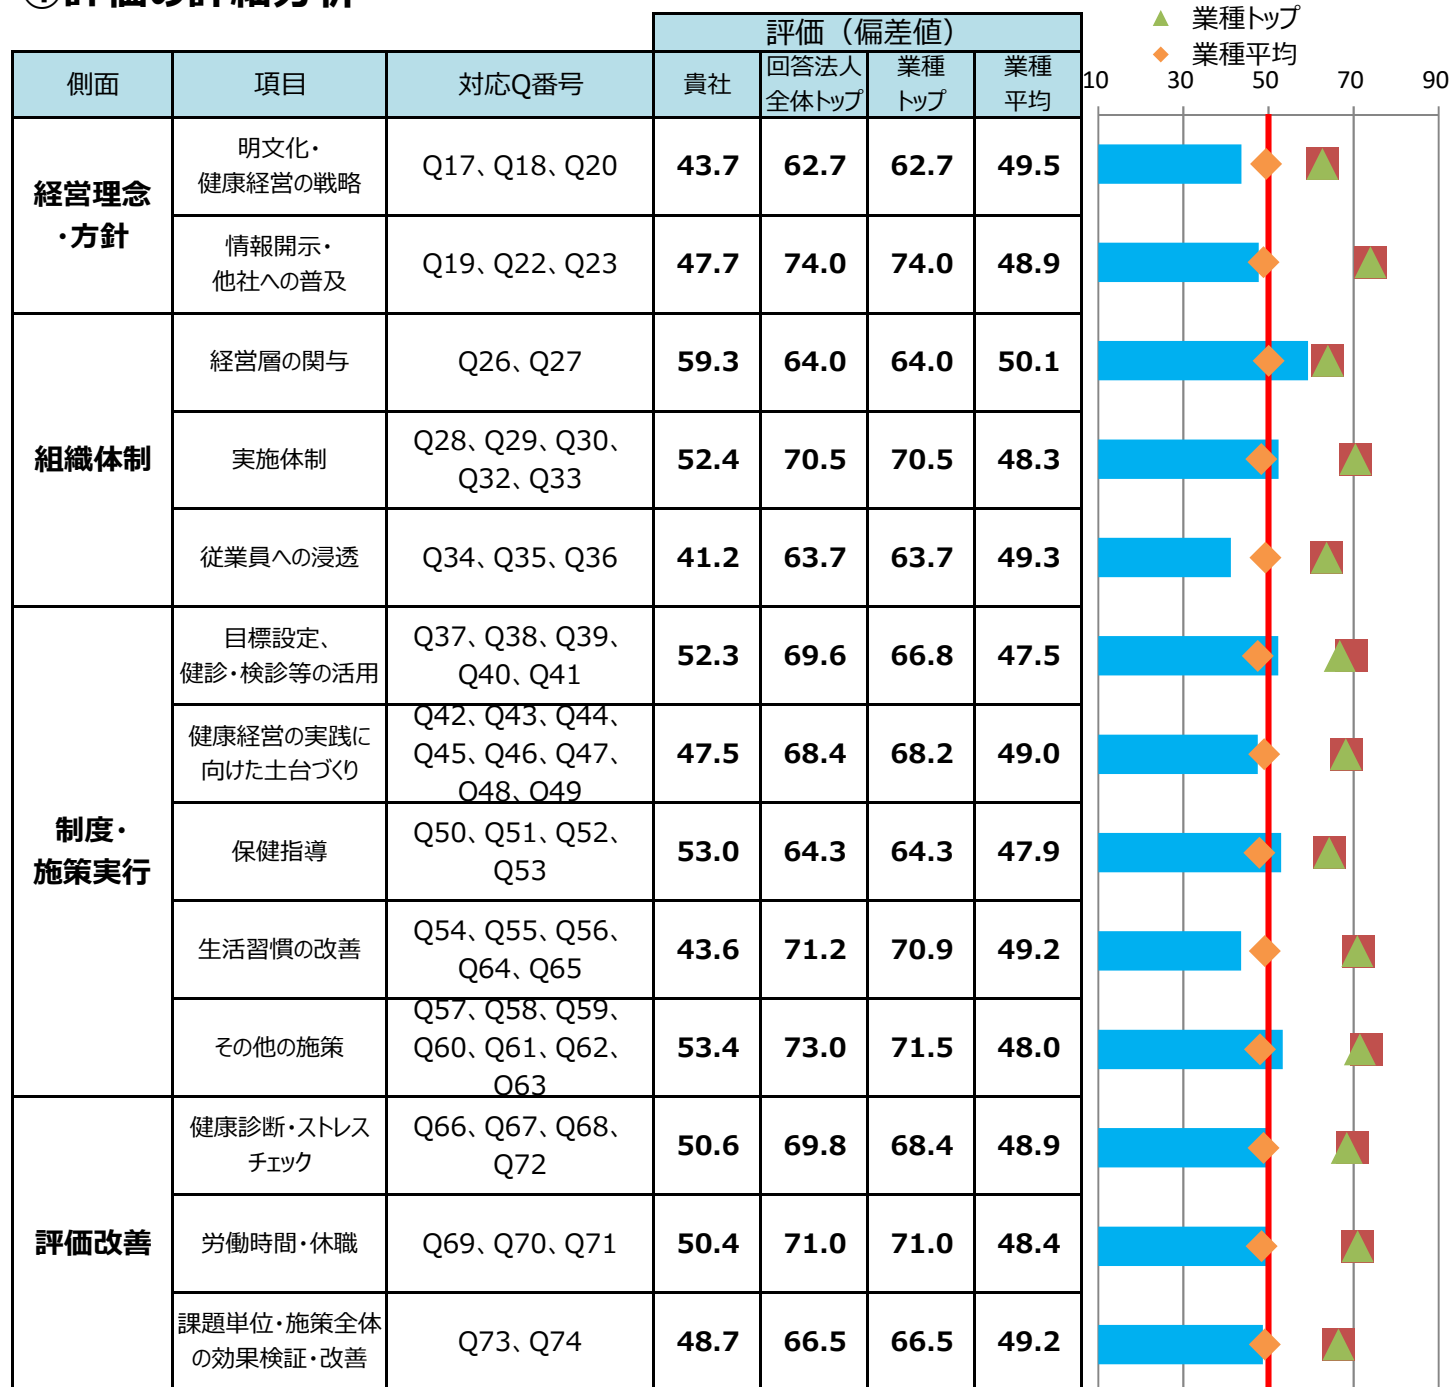 ④評価の詳細分析
▲ 業種トップ
◆ 業種平均
評価（偏差値）
側面 項目 対応Q番号 貴社 回答法人全体トップ 業種トップ 業種平均
10 30 50 70 90
経営理念・方針
明文化・健康経営の戦略 Q17、Q18、Q20 43.7 62.7 62.7 49.5
情報開示・他社への普及 Q19、Q22、Q23 47.7 74.0 74.0 48.9
組織体制
経営層の関与 Q26、Q27 59.3 64.0 64.0 50.1
実施体制 Q28、Q29、Q30、Q32、Q33 52.4 70.5 70.5 48.3
従業員への浸透 Q34、Q35、Q36 41.2 63.7 63.7 49.3
制度・施策実行
目標設定、健診・検診等の活用 Q37、Q38、Q39、Q40、Q41 52.3 69.6 66.8 47.5
健康経営の実践に向けた土台づくり Q42、Q43、Q44、Q45、Q46、Q47、Q48、Q49 47.5 68.4 68.2 49.0
保健指導 Q50、Q51、Q52、Q53 53.0 64.3 64.3 47.9
生活習慣の改善 Q54、Q55、Q56、Q64、Q65 43.6 71.2 70.9 49.2
その他の施策 Q57、Q58、Q59、Q60、Q61、Q62、Q63 53.4 73.0 71.5 48.0
評価改善
健康診断・ストレスチェック Q66、Q67、Q68、Q72 50.6 69.8 68.4 48.9
労働時間・休職 Q69、Q70、Q71 50.4 71.0 71.0 48.4
課題単位・施策全体の効果検証・改善 Q73、Q74 48.7 66.5 66.5 49.2